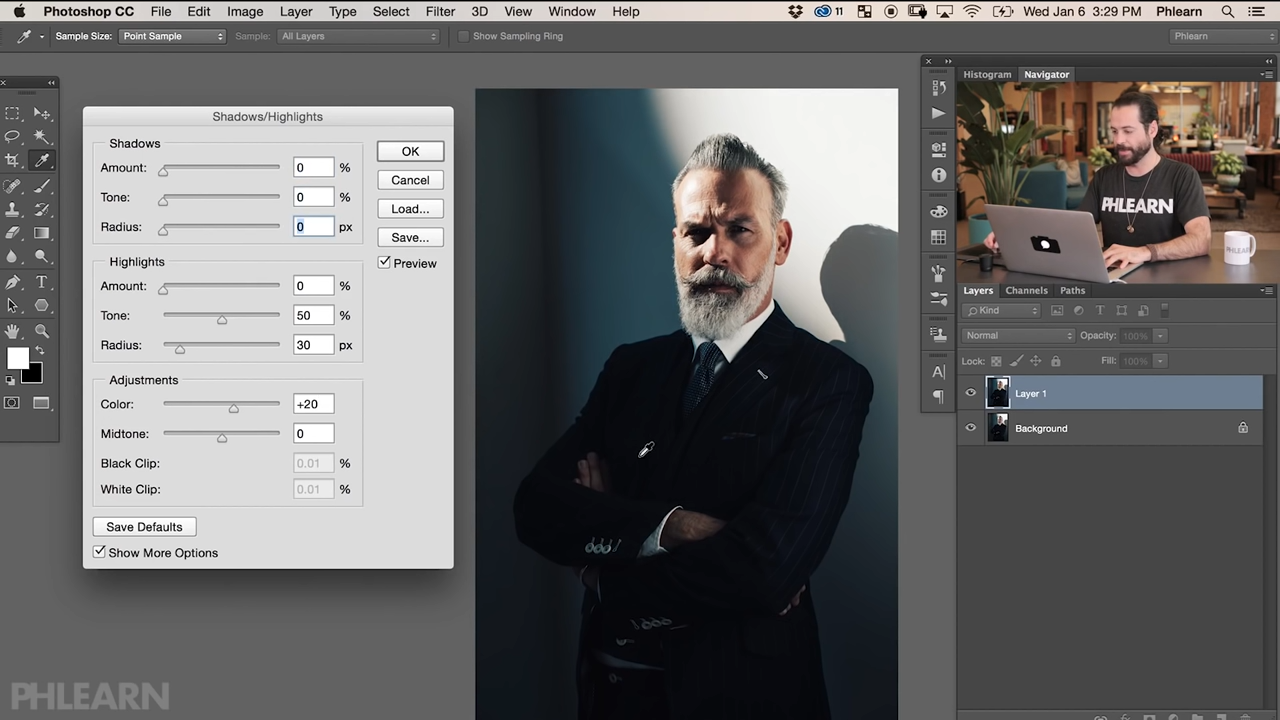 Photoshop CC File Edit Image Layer Type Select Filter 3D View Window Help 11 Wed Jan 6 3:29 PM Phlearn
Sample Size: Point Sample Sample: All Layers Show Sampling Ring Phlearn
Shadows/Highlights
Shadows
Amount: 0 %
Tone: 0 %
Radius: 0 px
Highlights
Amount: 0 %
Tone: 50 %
Radius: 30 px
Adjustments
Color: +20
Midtone: 0
Black Clip: 0.01 %
White Clip: 0.01 %
Save Defaults
Show More Options
OK
Cancel
Load...
Save...
Preview
Histogram Navigator
PHLEARN
PHLEARN
Layers Channels Paths
Kind
Normal Opacity: 100%
Lock: Fill: 100%
Layer 1
Background
PHLEARN